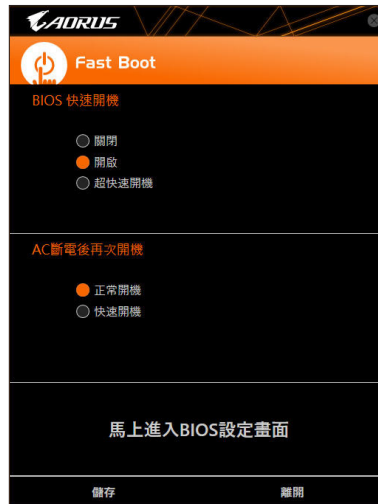 AORUS
Fast Boot
BIOS 快速開機
關閉
開啟
超快速開機
AC斷電後再次開機
正常開機
快速開機
馬上進入BIOS設定畫面
儲存 離開